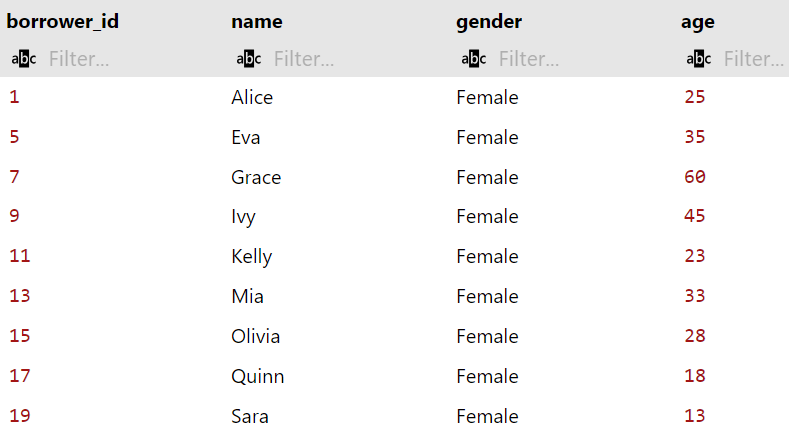 borrower_id name gender age
abc Filter... abc Filter... abc Filter... abc Filter...
1 Alice Female 25
5 Eva Female 35
7 Grace Female 60
9 Ivy Female 45
11 Kelly Female 23
13 Mia Female 33
15 Olivia Female 28
17 Quinn Female 18
19 Sara Female 13